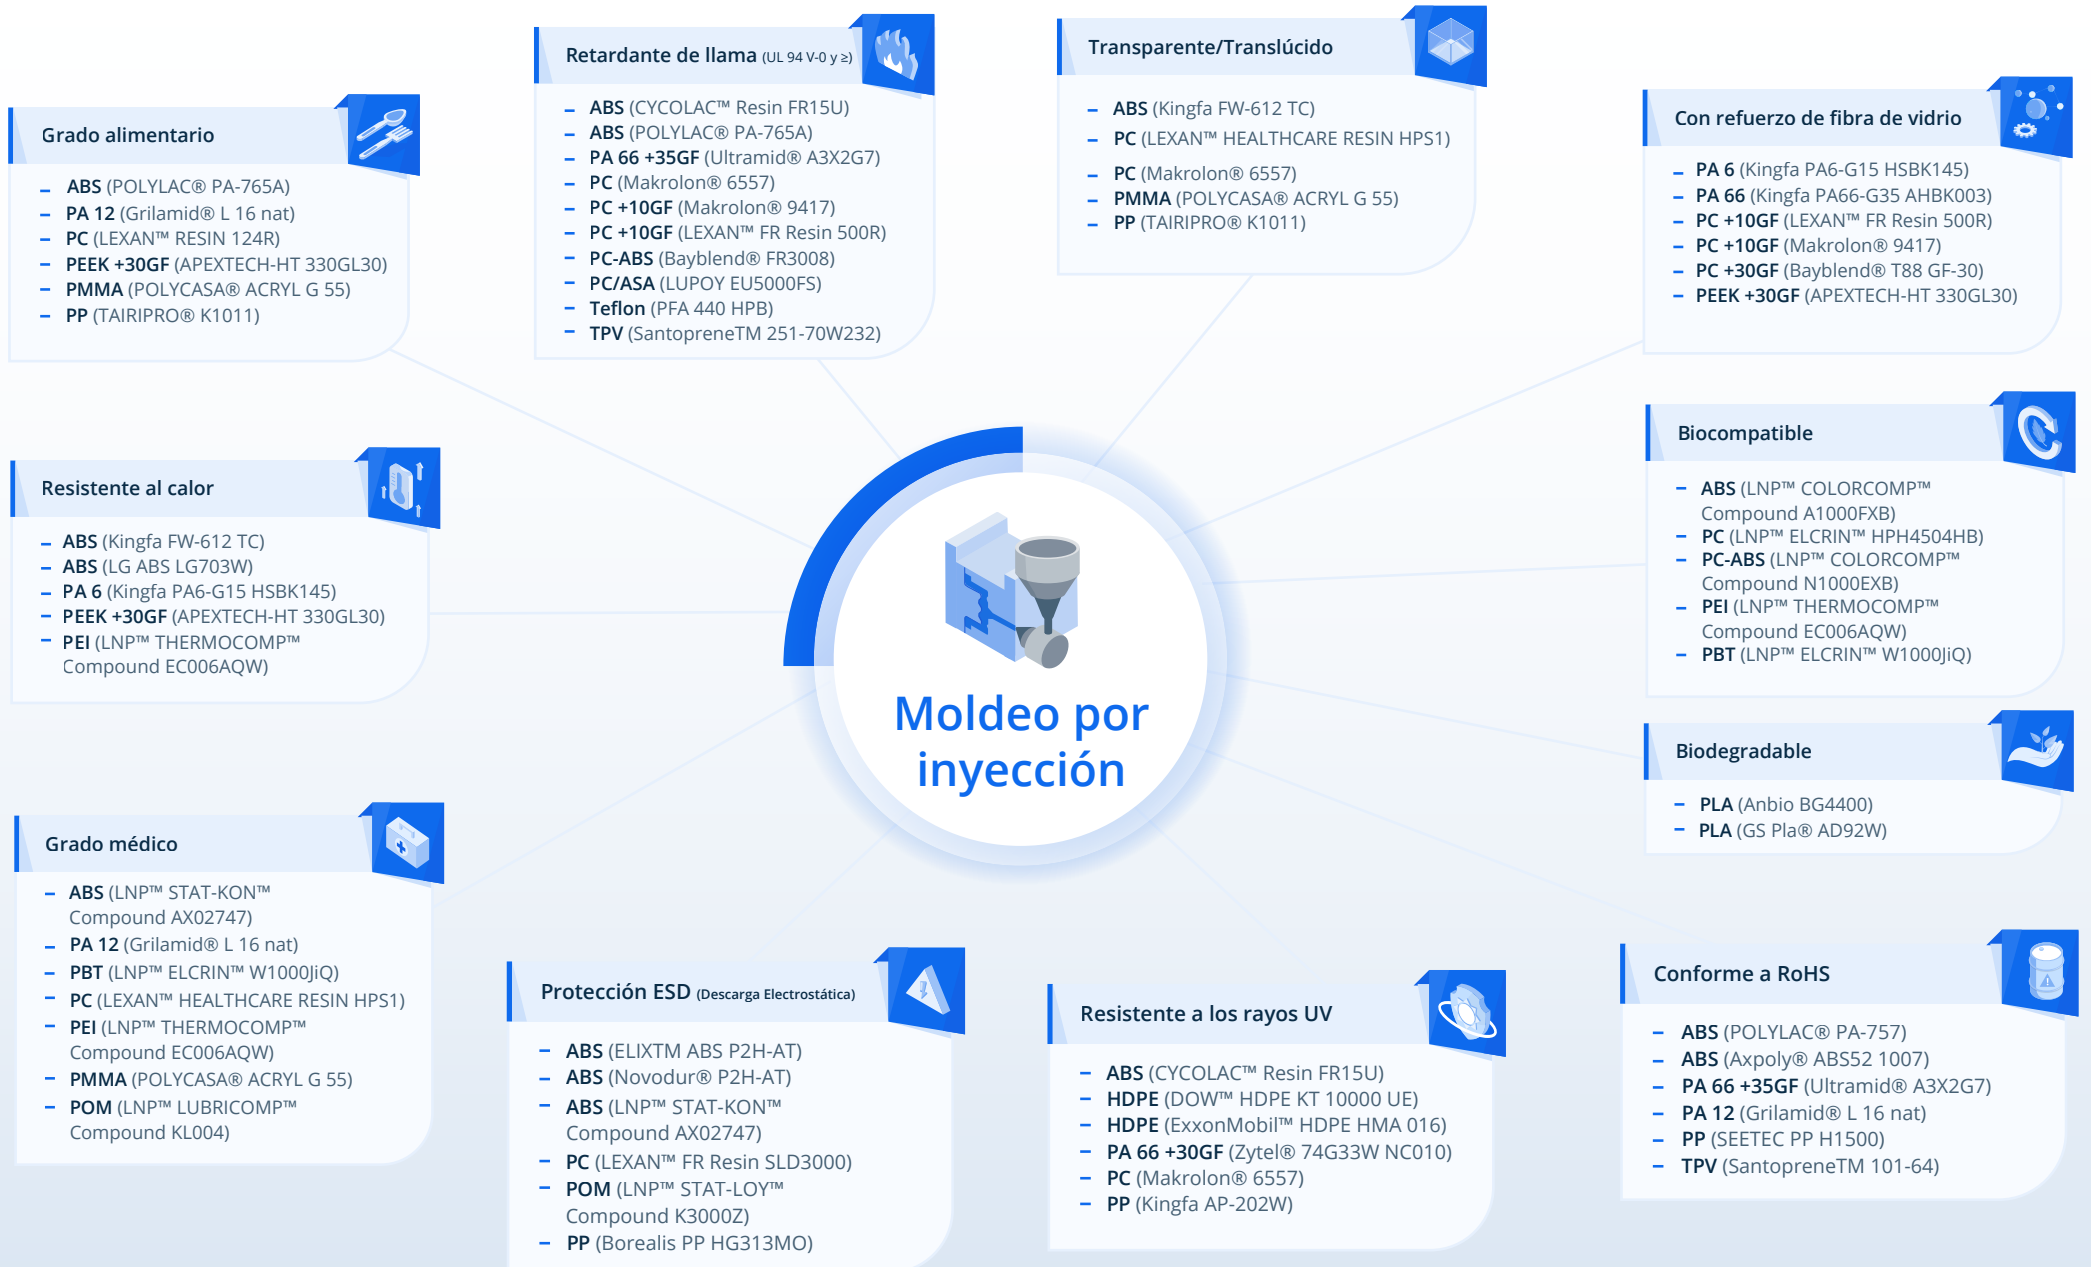 Grado alimentario
– ABS (POLYLAC® PA-765A)
– PA 12 (Grilamid® L 16 nat)
– PC (LEXAN™ RESIN 124R)
– PEEK +30GF (APEXTECH-HT 330GL30)
– PMMA (POLYCASA® ACRYL G 55)
– PP (TAIRIPRO® K1011)
Retardante de llama (UL 94 V-0 y ≥)
– ABS (CYCOLAC™ Resin FR15U)
– ABS (POLYLAC® PA-765A)
– PA 66 +35GF (Ultramid® A3X2G7)
– PC (Makrolon® 6557)
– PC +10GF (Makrolon® 9417)
– PC +10GF (LEXAN™ FR Resin 500R)
– PC-ABS (Bayblend® FR3008)
– PC/ASA (LUPOY EU5000FS)
– Teflon (PFA 440 HPB)
– TPV (SantopreneTM 251-70W232)
Transparente/Translúcido
– ABS (Kingfa FW-612 TC)
– PC (LEXAN™ HEALTHCARE RESIN HPS1)
– PC (Makrolon® 6557)
– PMMA (POLYCASA® ACRYL G 55)
– PP (TAIRIPRO® K1011)
Con refuerzo de fibra de vidrio
– PA 6 (Kingfa PA6-G15 HSBK145)
– PA 66 (Kingfa PA66-G35 AHBK003)
– PC +10GF (LEXAN™ FR Resin 500R)
– PC +10GF (Makrolon® 9417)
– PC +30GF (Bayblend® T88 GF-30)
– PEEK +30GF (APEXTECH-HT 330GL30)
Resistente al calor
– ABS (Kingfa FW-612 TC)
– ABS (LG ABS LG703W)
– PA 6 (Kingfa PA6-G15 HSBK145)
– PEEK +30GF (APEXTECH-HT 330GL30)
– PEI (LNP™ THERMOCOMP™
Compound EC006AQW)
Moldeo por
inyección
Biocompatible
– ABS (LNP™ COLORCOMP™
Compound A1000FXB)
– PC (LNP™ ELCRIN™ HPH4504HB)
– PC-ABS (LNP™ COLORCOMP™
Compound N1000EXB)
– PEI (LNP™ THERMOCOMP™
Compound EC006AQW)
– PBT (LNP™ ELCRIN™ W1000JiQ)
Biodegradable
– PLA (Anbio BG4400)
– PLA (GS Pla® AD92W)
Grado médico
– ABS (LNP™ STAT-KON™
Compound AX02747)
– PA 12 (Grilamid® L 16 nat)
– PBT (LNP™ ELCRIN™ W1000JiQ)
– PC (LEXAN™ HEALTHCARE RESIN HPS1)
– PEI (LNP™ THERMOCOMP™
Compound EC006AQW)
– PMMA (POLYCASA® ACRYL G 55)
– POM (LNP™ LUBRICOMP™
Compound KL004)
Protección ESD (Descarga Electrostática)
– ABS (ELIXTM ABS P2H-AT)
– ABS (Novodur® P2H-AT)
– ABS (LNP™ STAT-KON™
Compound AX02747)
– PC (LEXAN™ FR Resin SLD3000)
– POM (LNP™ STAT-LOY™
Compound K3000Z)
– PP (Borealis PP HG313MO)
Resistente a los rayos UV
– ABS (CYCOLAC™ Resin FR15U)
– HDPE (DOW™ HDPE KT 10000 UE)
– HDPE (ExxonMobil™ HDPE HMA 016)
– PA 66 +30GF (Zytel® 74G33W NC010)
– PC (Makrolon® 6557)
– PP (Kingfa AP-202W)
Conforme a RoHS
– ABS (POLYLAC® PA-757)
– ABS (Axpoly® ABS52 1007)
– PA 66 +35GF (Ultramid® A3X2G7)
– PA 12 (Grilamid® L 16 nat)
– PP (SEETEC PP H1500)
– TPV (SantopreneTM 101-64)